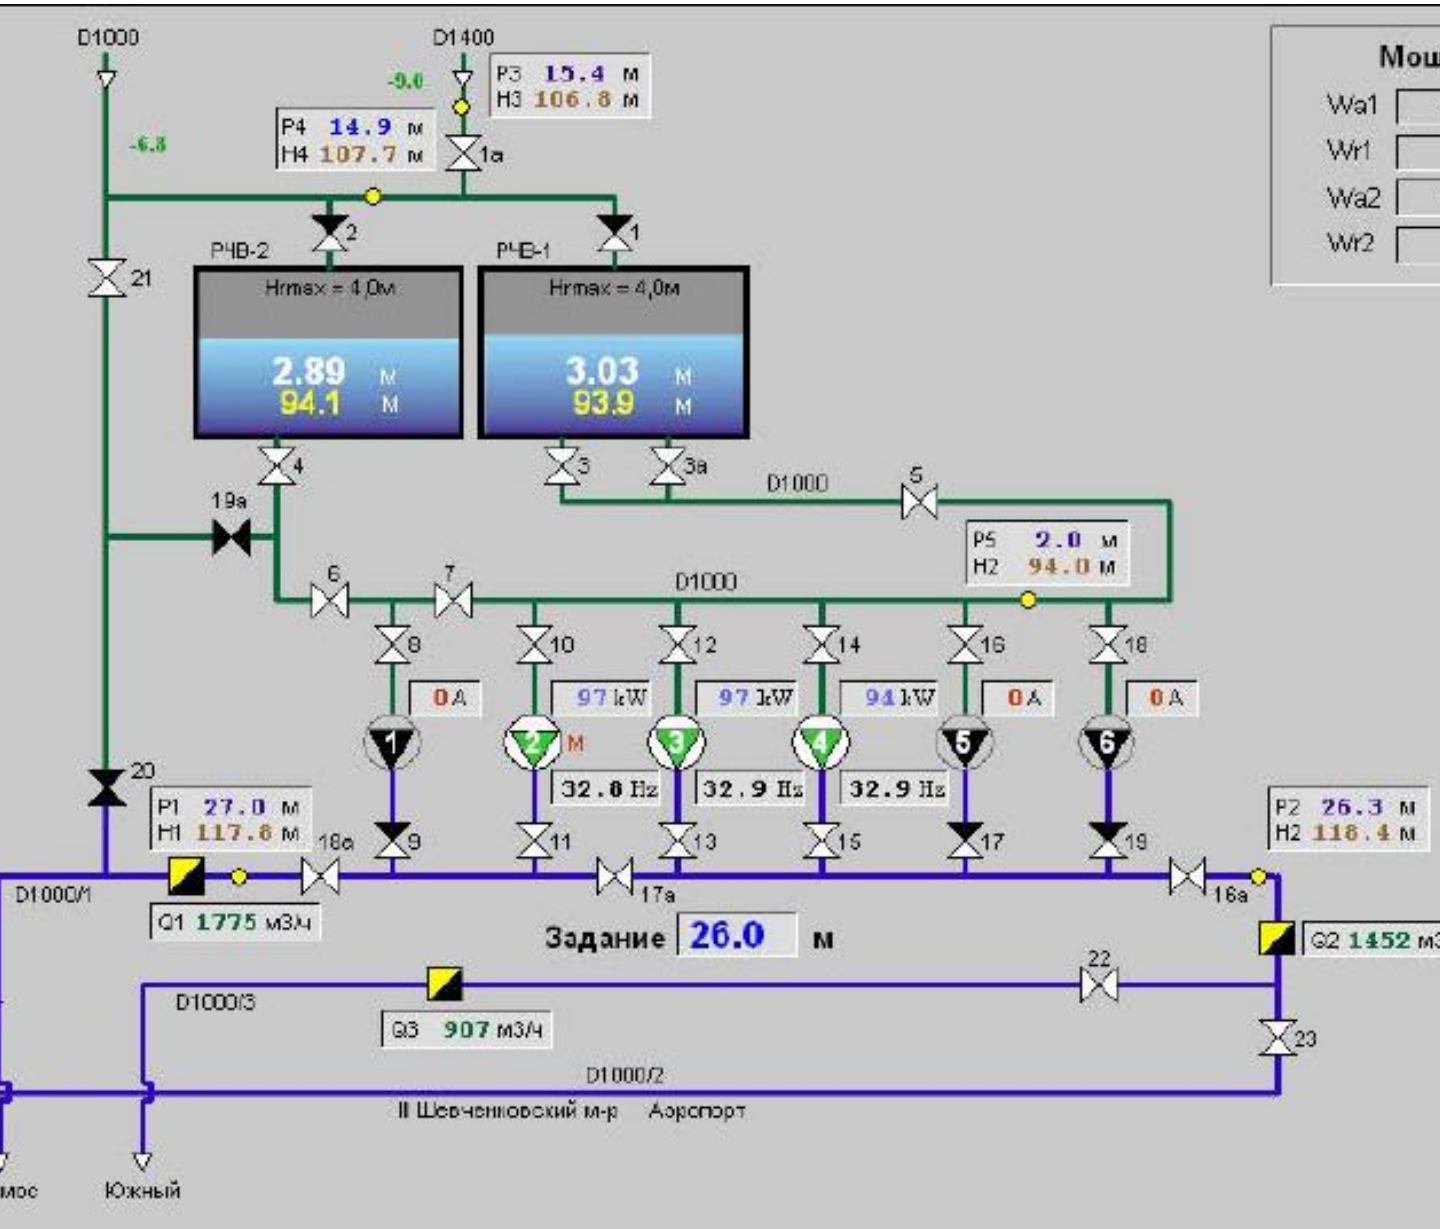 D1000
D1400
-9.0
P3 15.4 м
H3 106.8 м
Мощ
Wa1
P4 14.9 м
H4 107.7 м
-6.8
1а
Wr1
Wa2
2
1
Wr2
РЧВ-2
РЧВ-1
21
Hrmax = 4,0м
Hrmax = 4,0м
2.89 м
94.1 м
3.03 м
93.9 м
4
3
3а
5
D1000
19а
P5 2.0 м
H2 94.0 м
6
7
D1000
8
10
12
14
16
18
0 A
97 kW
97 kW
94 kW
0 A
0 A
1
2
М
3
4
5
6
20
32.8 Hz
32.9 Hz
32.9 Hz
P1 27.0 м
H1 117.8 м
P2 26.3 м
H2 118.4 м
18а
9
11
13
15
17
19
D1000/1
17а
16а
Q1 1775 м3/ч
Задание 26.0 м
Q2 1452 м3
22
D1000/3
Q3 907 м3/ч
23
D1000/2
II Шевченковский м-р Аэропорт
мос
Южный